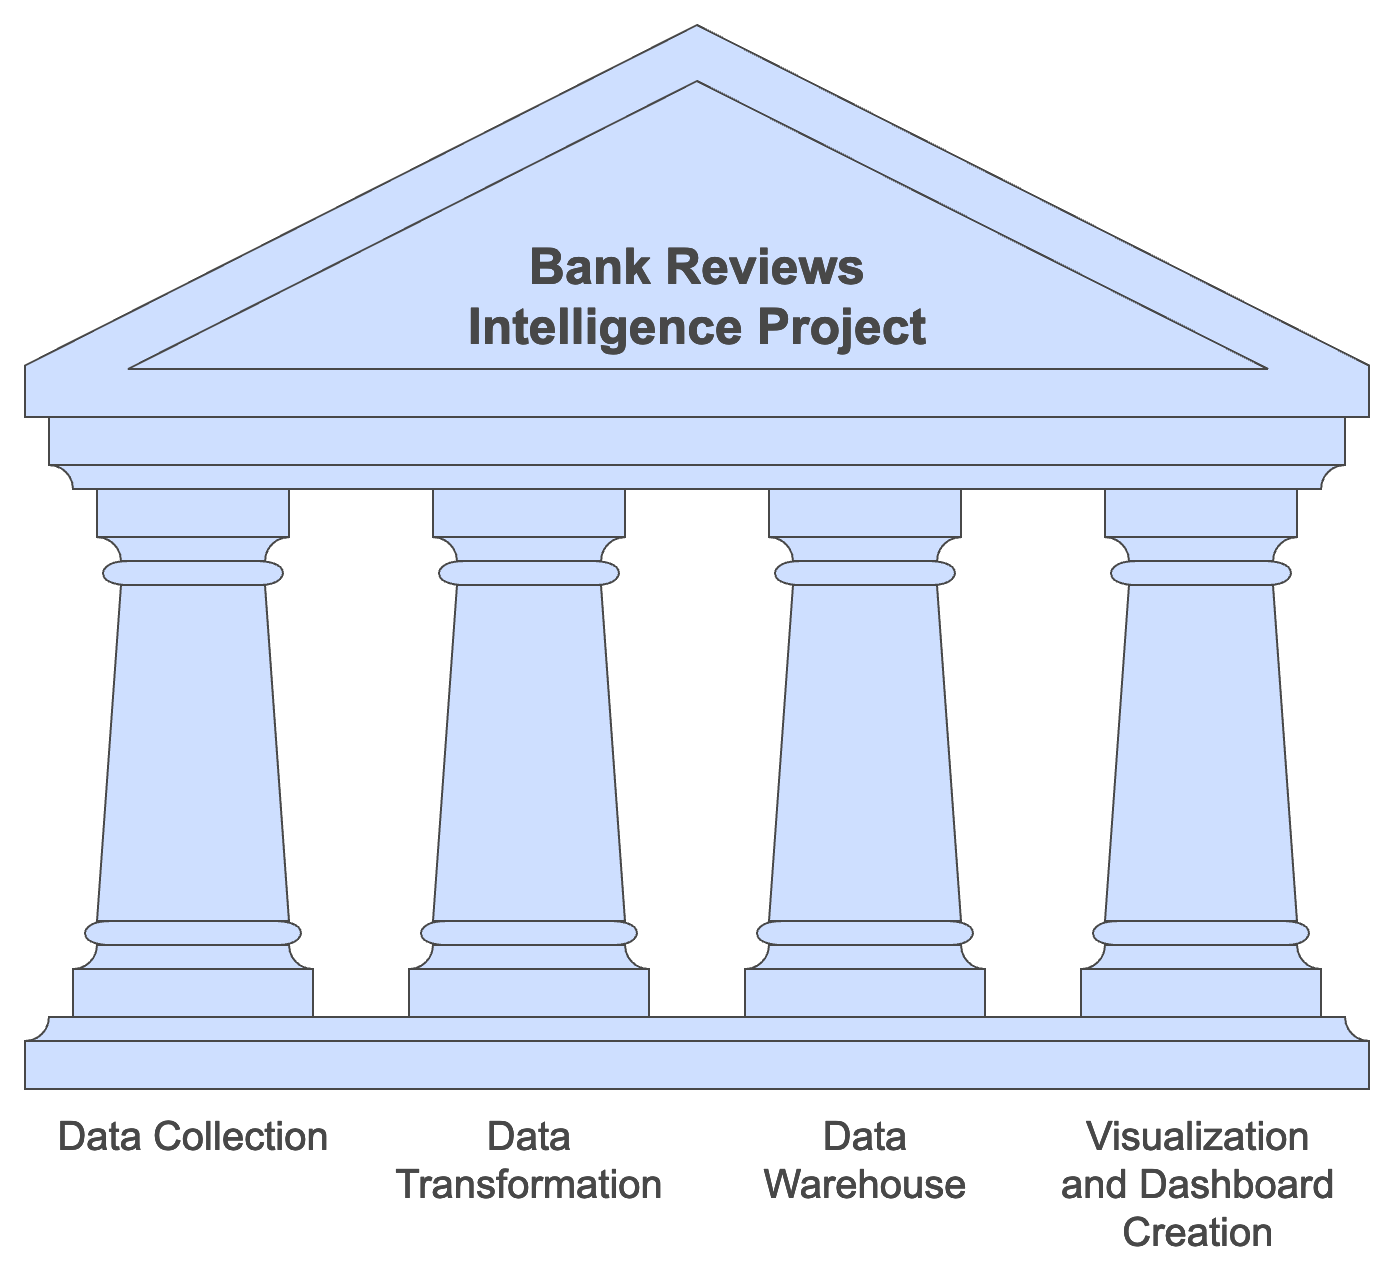 Bank Reviews
Intelligence Project
Data Collection
Data
Transformation
Data
Warehouse
Visualization
and Dashboard
Creation